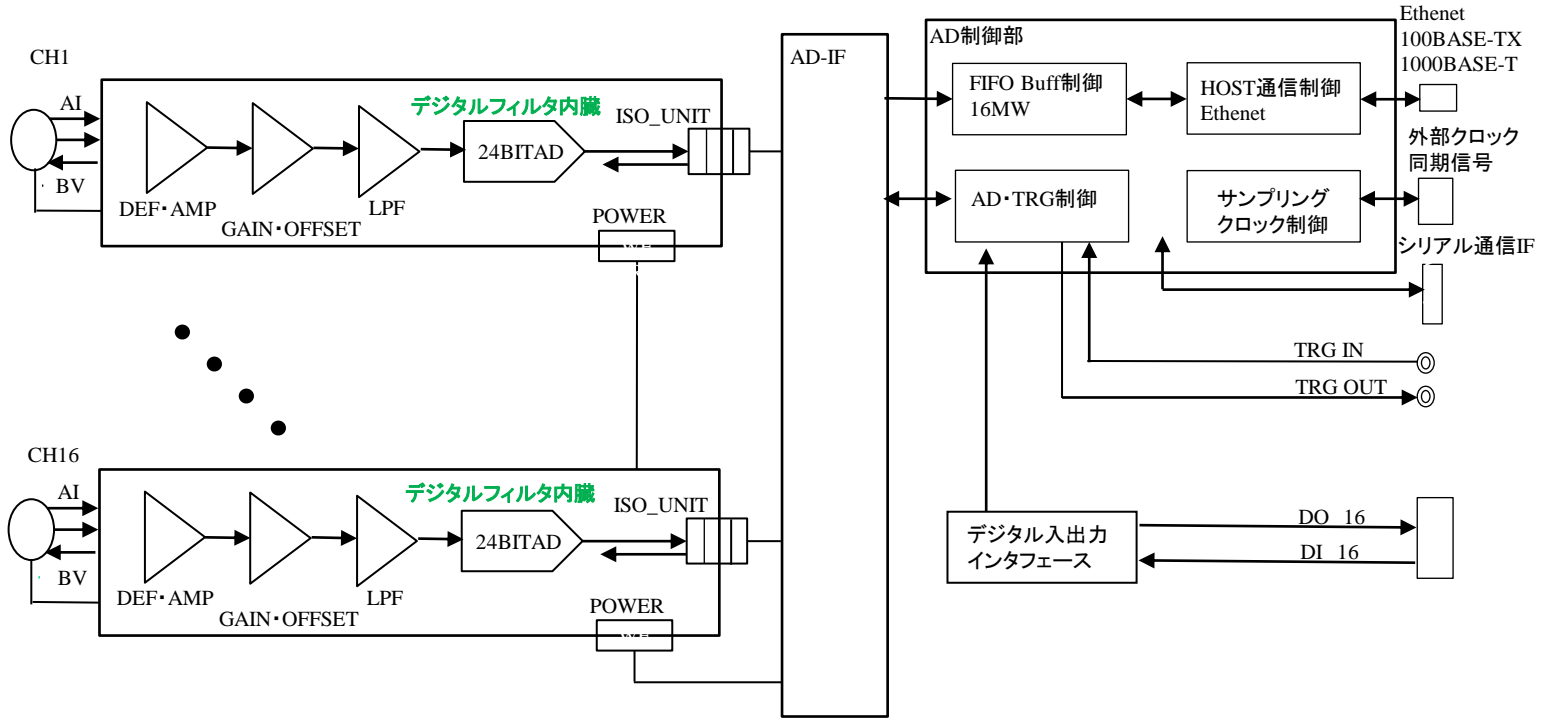 CH1
AI
BV
DEF・AMP
GAIN・OFFSET
LPF
デジタルフィルタ内臓
24BITAD
ISO_UNIT
POWER
CH16
AI
BV
DEF・AMP
GAIN・OFFSET
LPF
デジタルフィルタ内臓
24BITAD
ISO_UNIT
POWER
AD-IF
AD制御部
FIFO Buff制御
16MW
HOST通信制御
Ethenet
AD・TRG制御
サンプリング
クロック制御
Ethenet
100BASE-TX
1000BASE-T
外部クロック
同期信号
シリアル通信IF
TRG IN
TRG OUT
デジタル入出力
インタフェース
DO_16
DI_16